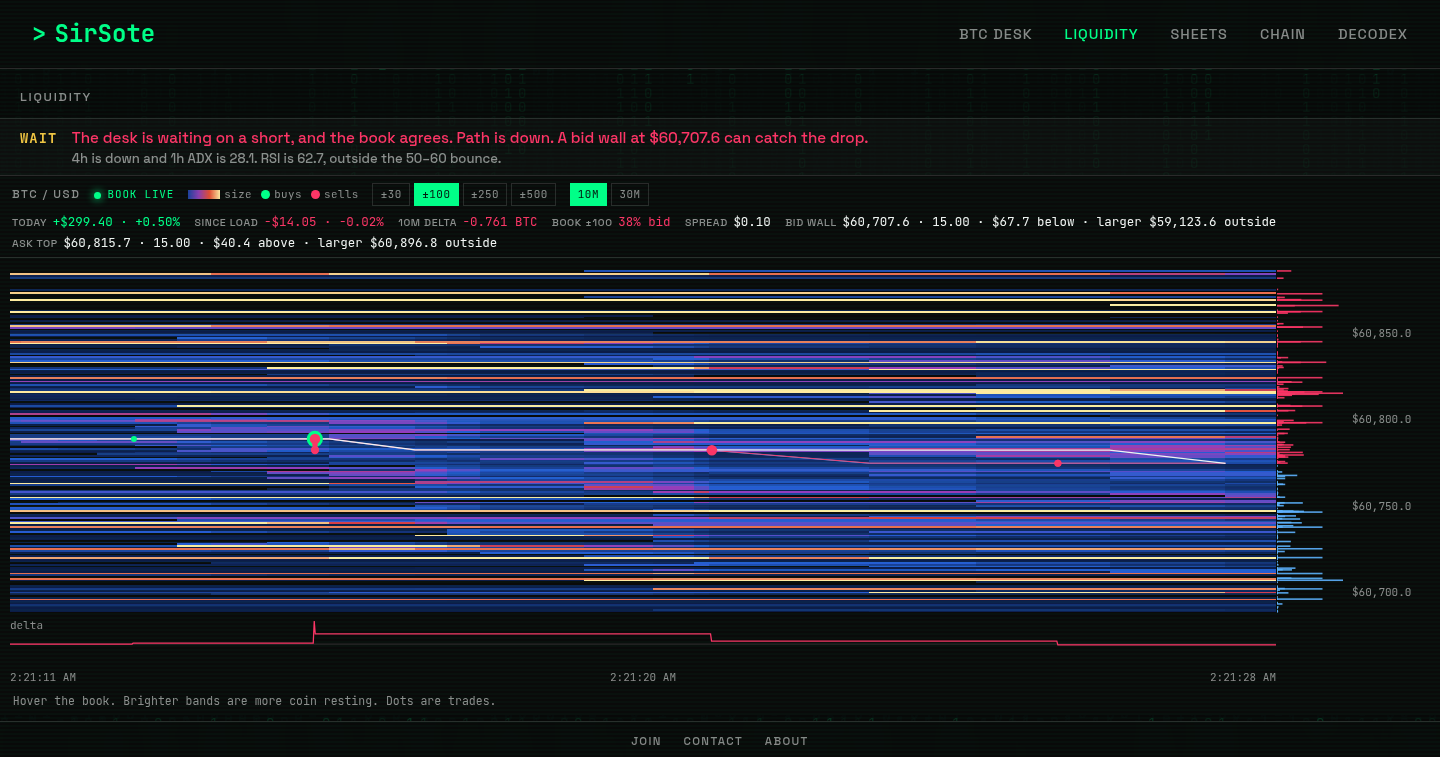 > SirSote
BTC DESK LIQUIDITY SHEETS CHAIN DECODEX
LIQUIDITY
WAIT The desk is waiting on a short, and the book agrees. Path is down. A bid wall at $60,707.6 can catch the drop.
4h is down and 1h ADX is 28.1. RSI is 62.7, outside the 50–60 bounce.
BTC / USD BOOK LIVE size buys sells ±30 ±100 ±250 ±500 10M 30M
TODAY +$299.40 · +0.50% SINCE LOAD -$14.05 · -0.02% 10M DELTA -0.761 BTC BOOK ±100 38% bid SPREAD $0.10 BID WALL $60,707.6 · 15.00 · $67.7 below · larger $59,123.6 outside
ASK TOP $60,815.7 · 15.00 · $40.4 above · larger $60,896.8 outside
$60,850.0
$60,800.0
$60,750.0
$60,700.0
delta
2:21:11 AM 2:21:20 AM 2:21:28 AM
Hover the book. Brighter bands are more coin resting. Dots are trades.
JOIN CONTACT ABOUT